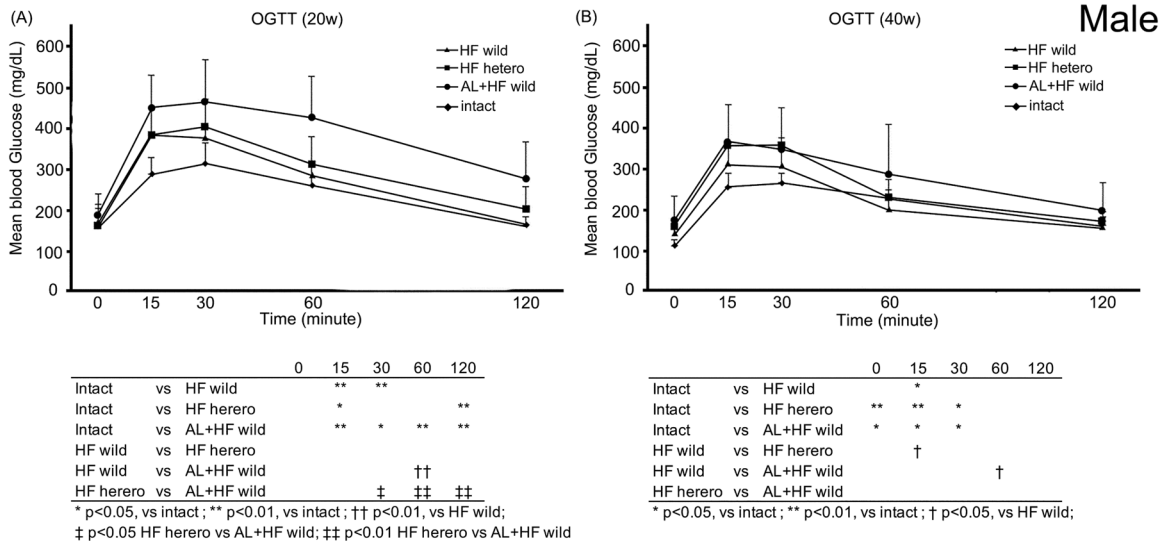 (A) OGTT (20w)
Mean blood Glucose (mg/dL)
600
500
400
300
200
100
0
HF wild
HF hetero
AL+HF wild
intact
0 15 30 60 120
Time (minute)
0 15 30 60 120
Intact vs HF wild ** **
Intact vs HF herero * **
Intact vs AL+HF wild ** * ** **
HF wild vs HF herero
HF wild vs AL+HF wild ††
HF herero vs AL+HF wild ‡ ‡‡ ‡‡
* p<0.05, vs intact ; ** p<0.01, vs intact ; †† p<0.01, vs HF wild;
‡ p<0.05 HF herero vs AL+HF wild; ‡‡ p<0.01 HF herero vs AL+HF wild
(B) OGTT (40w)
Male
Mean blood Glucose (mg/dL)
600
500
400
300
200
100
0
HF wild
HF hetero
AL+HF wild
intact
0 15 30 60 120
Time (minute)
0 15 30 60 120
Intact vs HF wild *
Intact vs HF herero ** ** *
Intact vs AL+HF wild * * *
HF wild vs HF herero †
HF wild vs AL+HF wild †
HF herero vs AL+HF wild
* p<0.05, vs intact ; ** p<0.01, vs intact ; † p<0.05, vs HF wild;